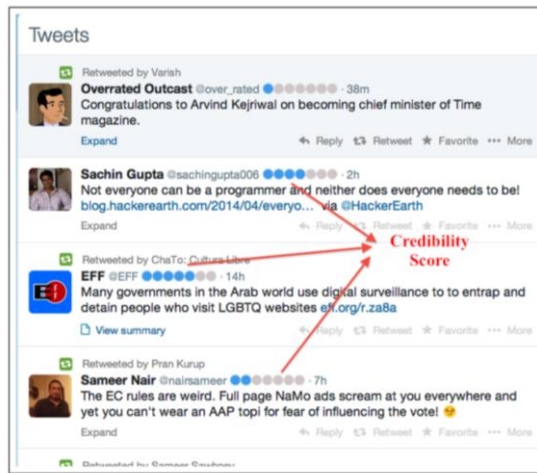 Tweets
Retweeted by Varish
Overrated Outcast @over_rated · 38m
Congratulations to Arvind Kejriwal on becoming chief minister of Time
magazine.
Expand Reply Retweet Favorite More
Sachin Gupta @sachingupta006 · 2h
Not everyone can be a programmer and neither does everyone needs to be!
blog.hackerearth.com/2014/04/everyo... via @HackerEarth
Expand Reply Retweet Favorite More
Credibility
Score
Retweeted by ChaTo: Cultura Libre
EFF @EFF · 14h
Many governments in the Arab world use digital surveillance to to entrap and
detain people who visit LGBTQ websites eff.org/r.za8a
View summary Reply Retweet Favorite More
Retweeted by Pran Kurup
Sameer Nair @nairsameer · 7h
The EC rules are weird. Full page NaMo ads scream at you everywhere and
yet you can't wear an AAP topi for fear of influencing the vote!
Expand Reply Retweet Favorite More
Retweeted by Sameer